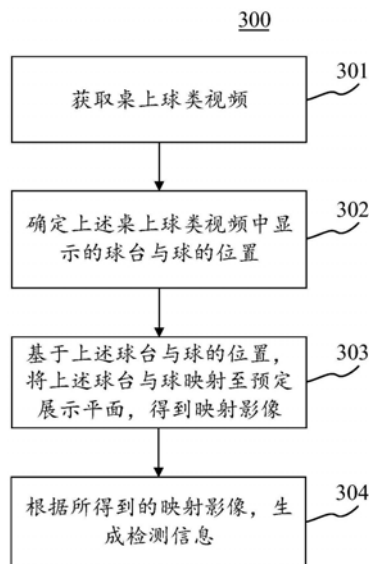 300
301
获取桌上球类视频
302
确定上述桌上球类视频中显
示的球台与球的位置
303
基于上述球台与球的位置，
将上述球台与球映射至预定
展示平面，得到映射影像
304
根据所得到的映射影像，生
成检测信息